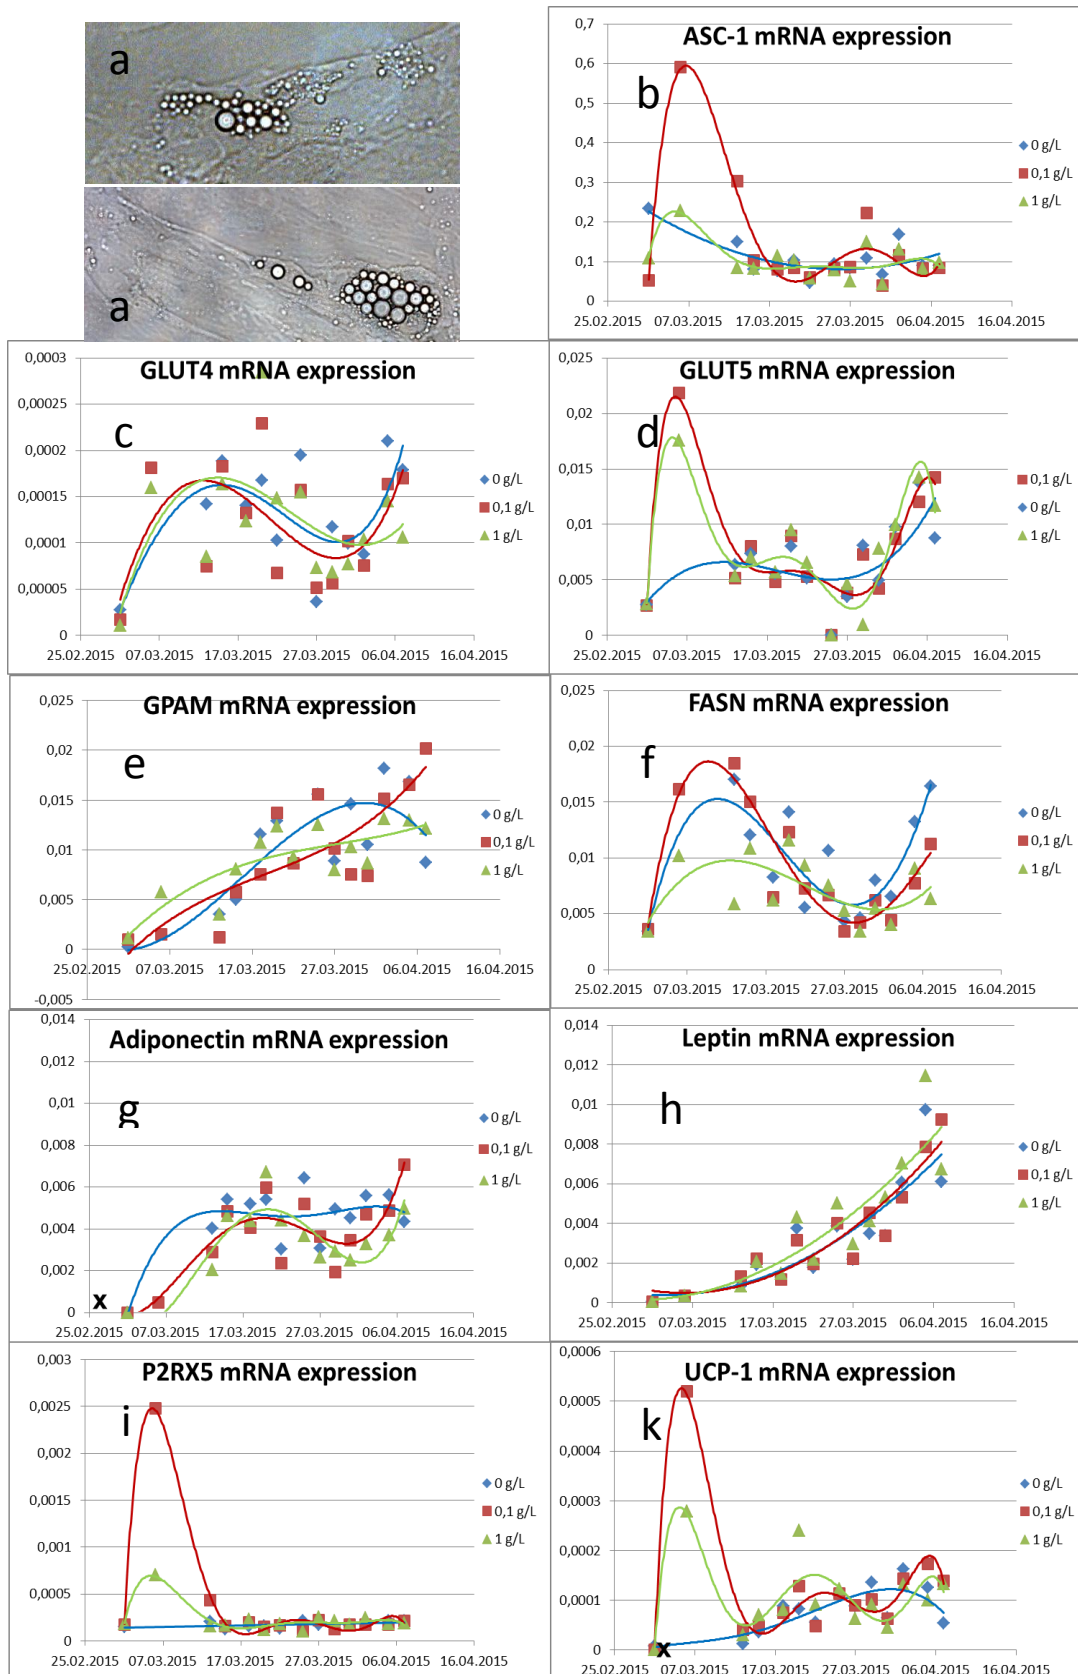 a
a
ASC-1 mRNA expression
b
0,7
0,6
0,5
0,4
0,3
0,2
0,1
0
25.02.2015 07.03.2015 17.03.2015 27.03.2015 06.04.2015 16.04.2015
0 g/L
0,1 g/L
1 g/L
GLUT4 mRNA expression
c
0,0003
0,00025
0,0002
0,00015
0,0001
0,00005
0
25.02.2015 07.03.2015 17.03.2015 27.03.2015 06.04.2015 16.04.2015
0 g/L
0,1 g/L
1 g/L
GLUT5 mRNA expression
d
0,025
0,02
0,015
0,01
0,005
0
25.02.2015 07.03.2015 17.03.2015 27.03.2015 06.04.2015 16.04.2015
0,1 g/L
0 g/L
1 g/L
GPAM mRNA expression
e
0,025
0,02
0,015
0,01
0,005
0
-0,005
25.02.2015 07.03.2015 17.03.2015 27.03.2015 06.04.2015 16.04.2015
0 g/L
0,1 g/L
1 g/L
FASN mRNA expression
f
0,025
0,02
0,015
0,01
0,005
0
25.02.2015 07.03.2015 17.03.2015 27.03.2015 06.04.2015 16.04.2015
0 g/L
0,1 g/L
1 g/L
Adiponectin mRNA expression
g
0,014
0,012
0,01
0,008
0,006
0,004
0,002
0
x
25.02.2015 07.03.2015 17.03.2015 27.03.2015 06.04.2015 16.04.2015
0 g/L
0,1 g/L
1 g/L
Leptin mRNA expression
h
0,014
0,012
0,01
0,008
0,006
0,004
0,002
0
25.02.2015 07.03.2015 17.03.2015 27.03.2015 06.04.2015 16.04.2015
0 g/L
0,1 g/L
1 g/L
P2RX5 mRNA expression
i
0,003
0,0025
0,002
0,0015
0,001
0,0005
0
25.02.2015 07.03.2015 17.03.2015 27.03.2015 06.04.2015 16.04.2015
0 g/L
0,1 g/L
1 g/L
UCP-1 mRNA expression
k
0,0006
0,0005
0,0004
0,0003
0,0002
0,0001
0
x
25.02.2015 07.03.2015 17.03.2015 27.03.2015 06.04.2015 16.04.2015
0 g/L
0,1 g/L
1 g/L